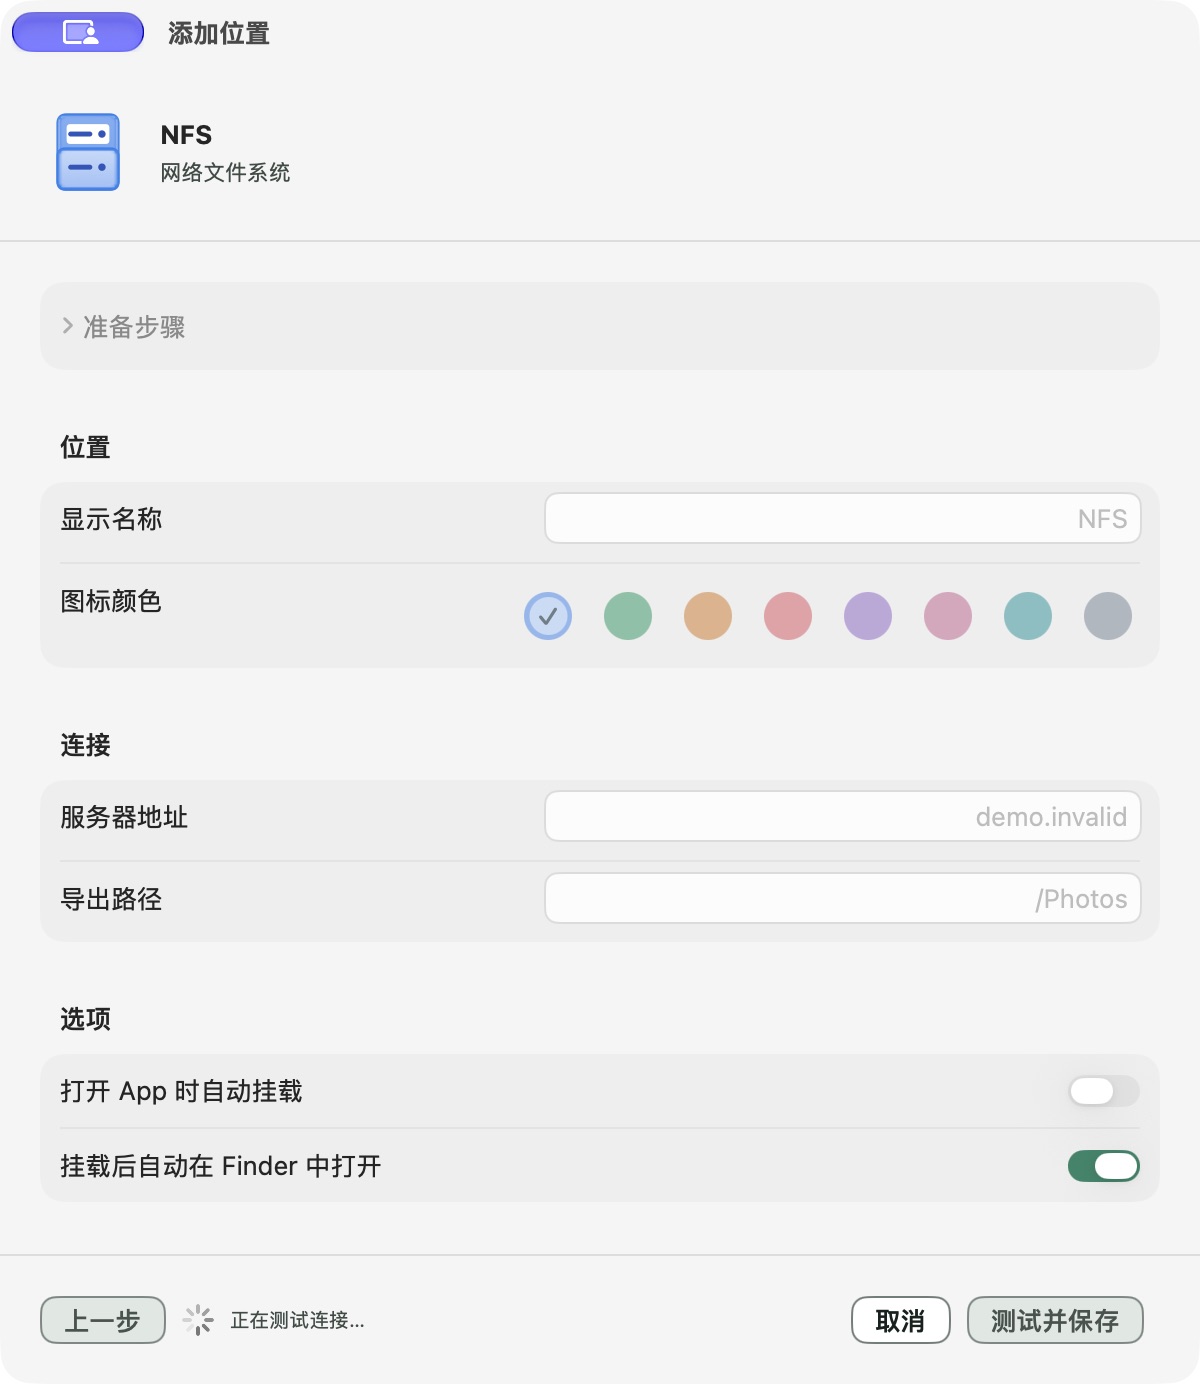 添加位置
NFS
网络文件系统
准备步骤
位置
显示名称
NFS
图标颜色
连接
服务器地址
demo.invalid
导出路径
/Photos
选项
打开 App 时自动挂载
挂载后自动在 Finder 中打开
上一步
正在测试连接...
取消
测试并保存